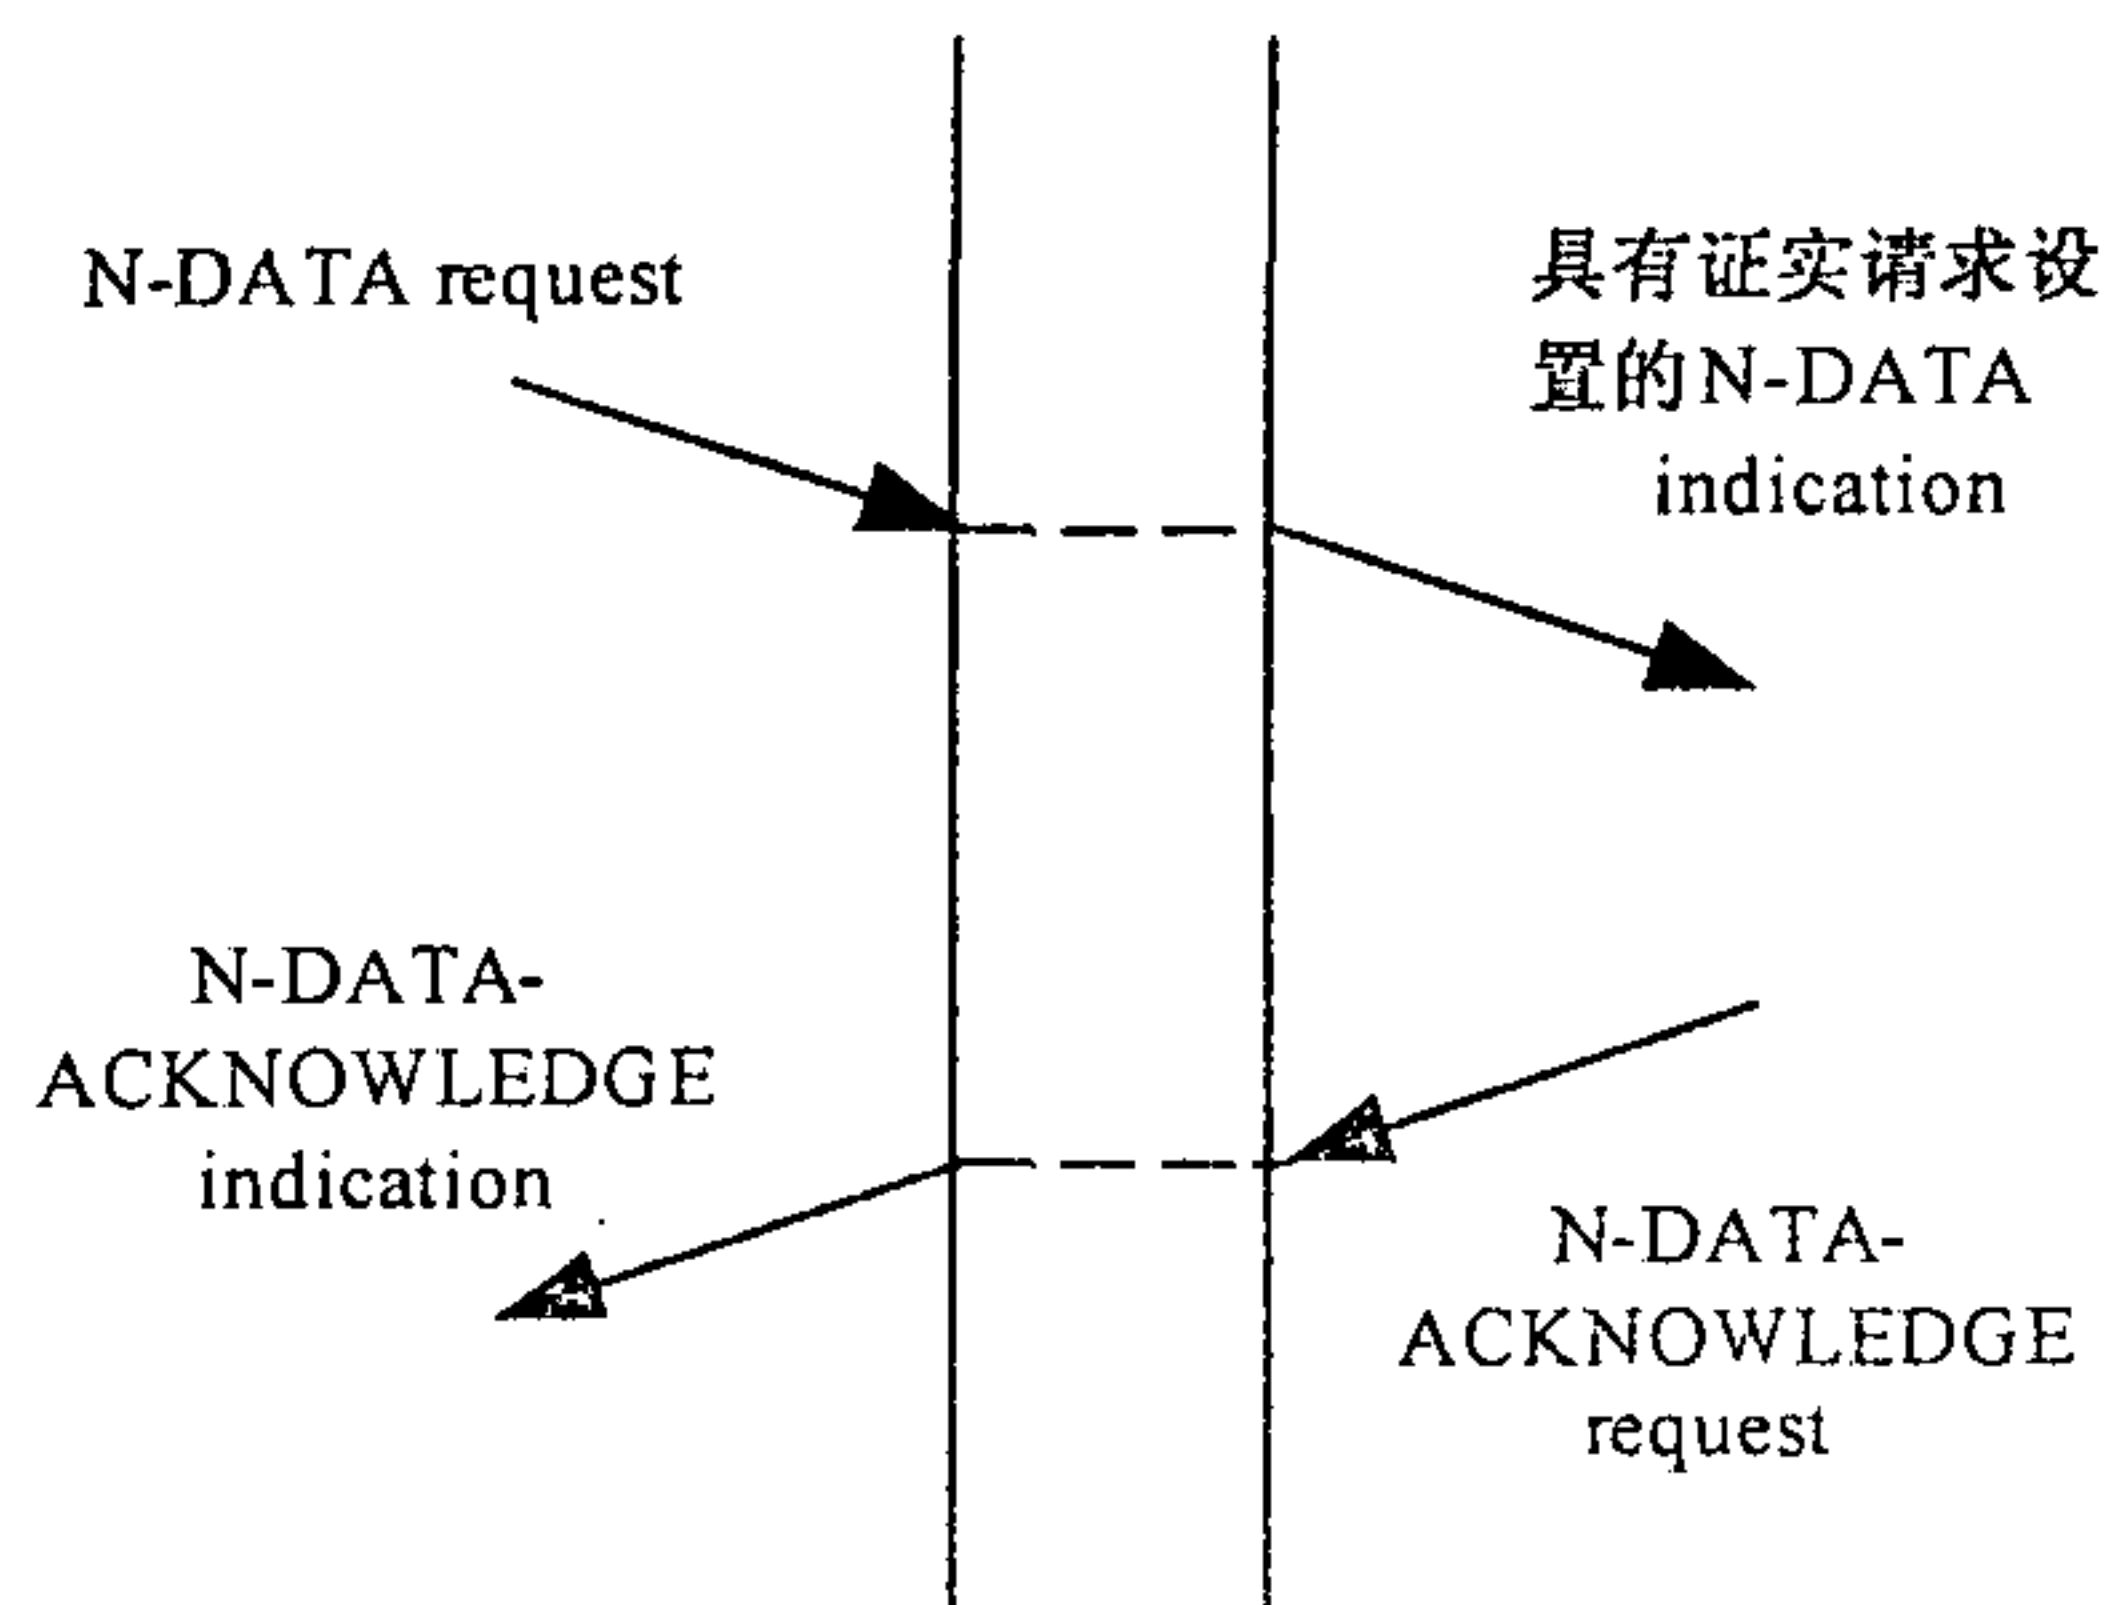 N-DATA request
具有证实请求设
置的N-DATA
indication
N-DATA-
ACKNOWLEDGE
indication
N-DATA-
ACKNOWLEDGE
request